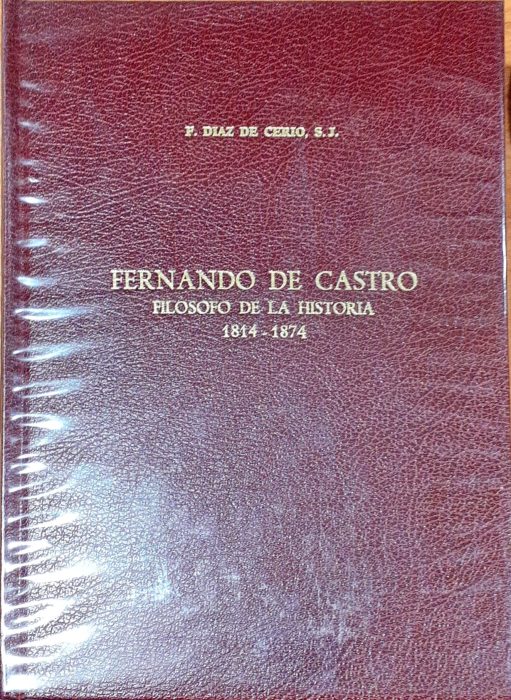 F. DIAZ DE CERIO, S. J.
FERNANDO DE CASTRO
FILOSOFO DE LA HISTORIA
1814 - 1874